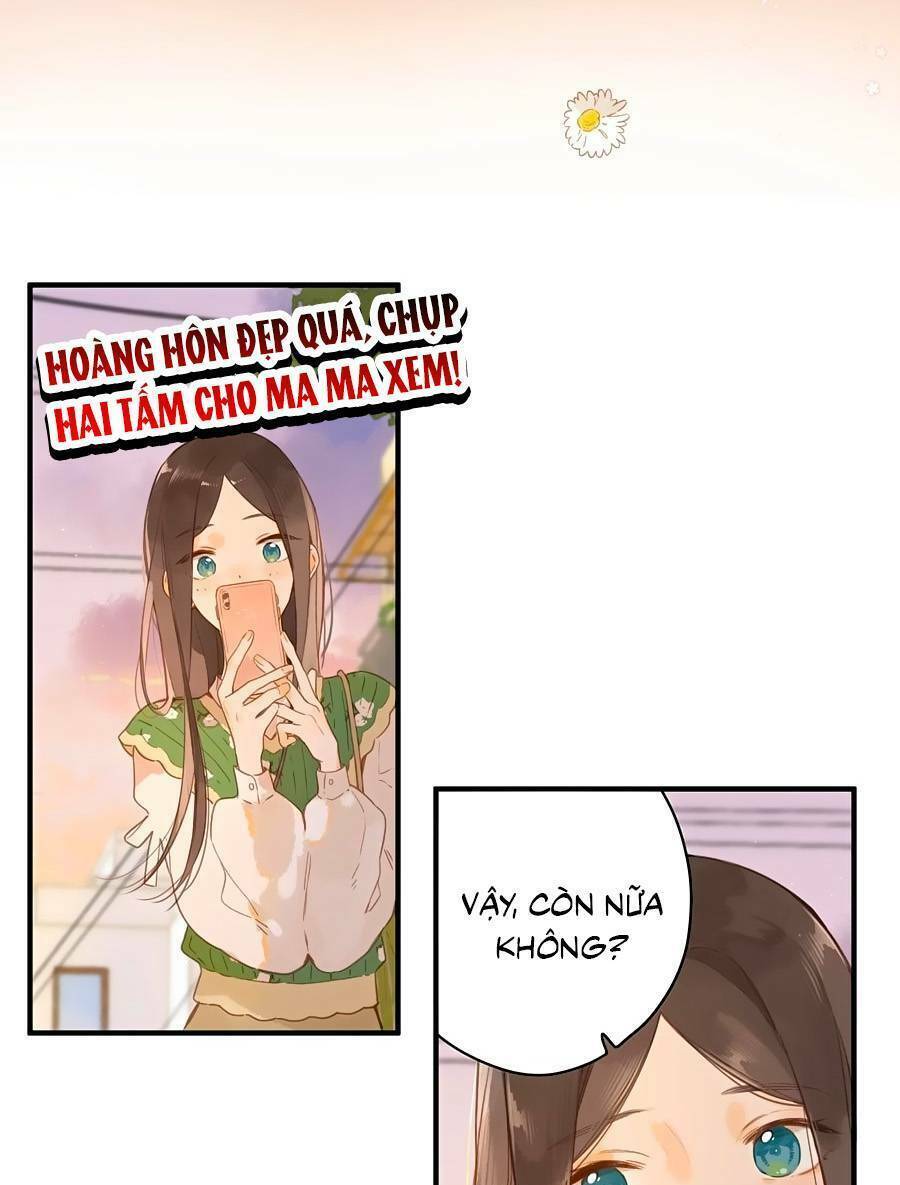 HOÀNG HÔN ĐẸP QUÁ, CHỤP
HAI TẤM CHO MA MA XEM!
VẬY, CÒN NỮA
KHÔNG?